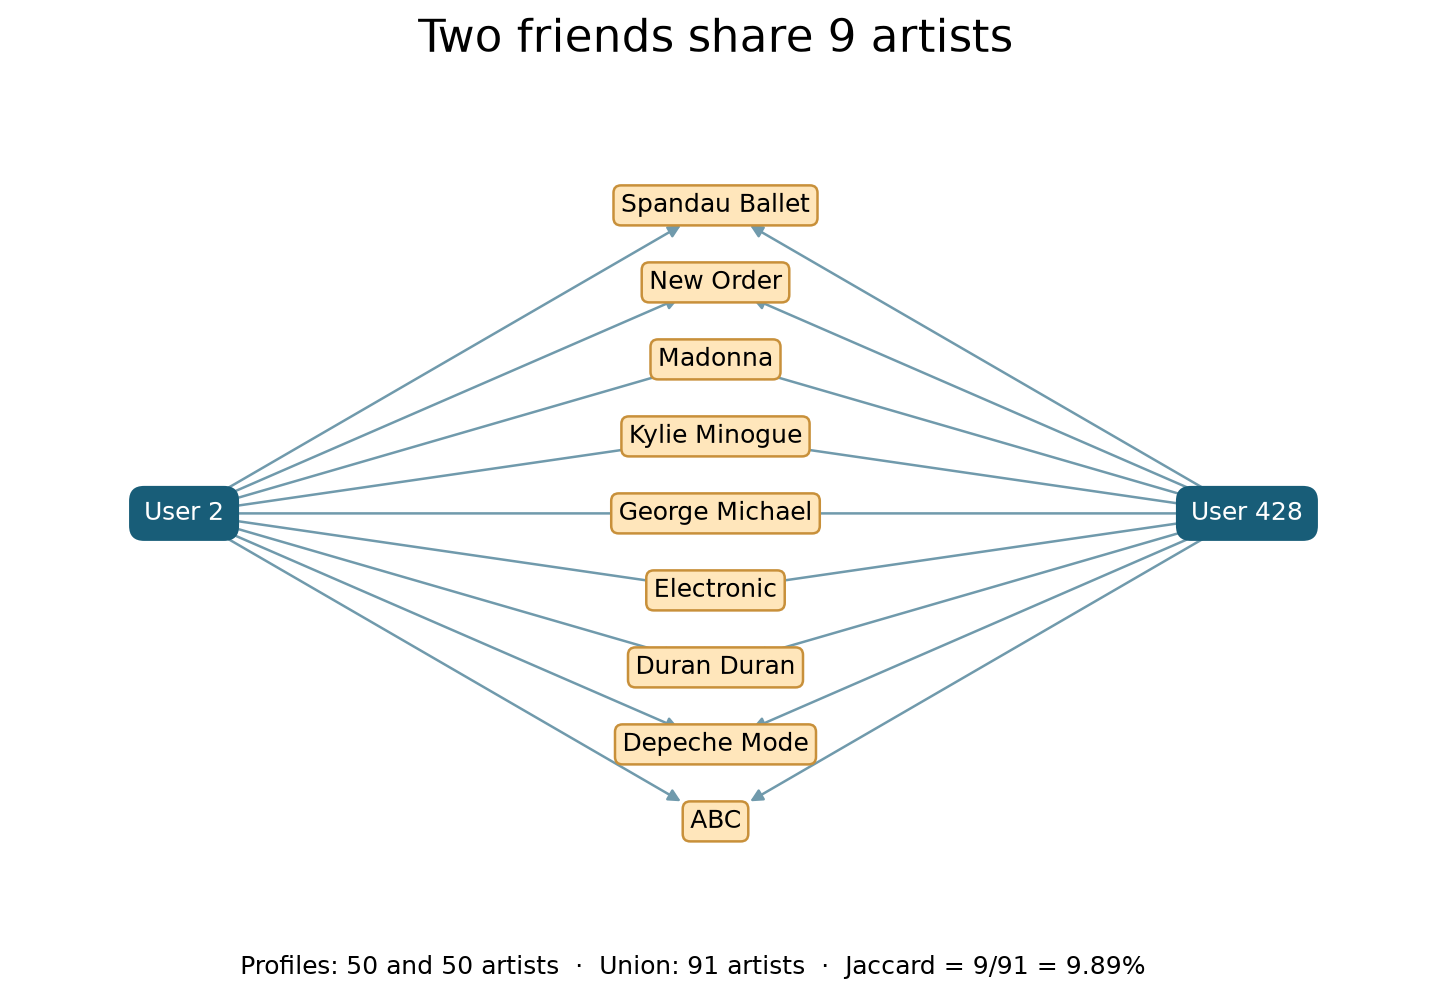 Two friends share 9 artists
Spandau Ballet
New Order
Madonna
Kylie Minogue
User 2
George Michael
User 428
Electronic
Duran Duran
Depeche Mode
ABC
Profiles: 50 and 50 artists · Union: 91 artists · Jaccard = 9/91 = 9.89%